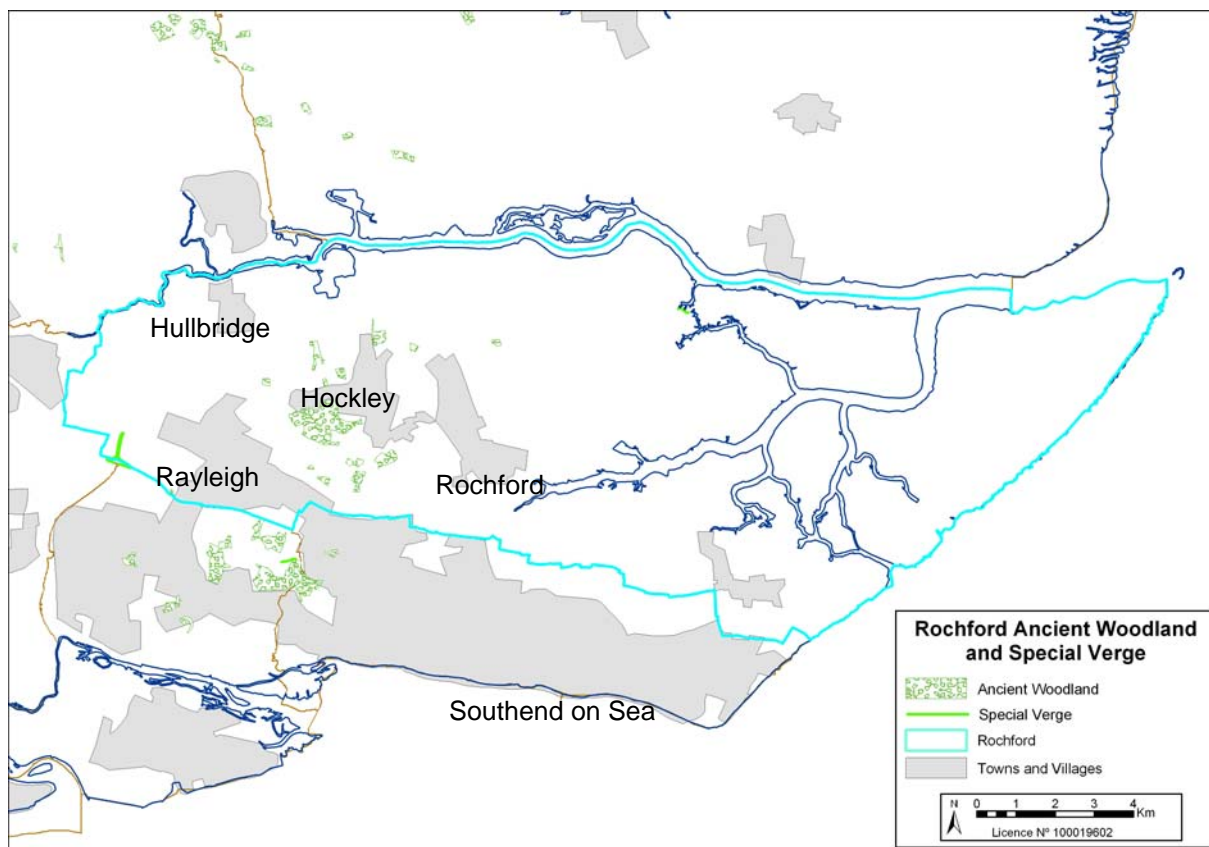 Hullbridge
Hockley
Rayleigh
Rochford
Southend on Sea
Rochford Ancient Woodland
and Special Verge
Ancient Woodland
Special Verge
Rochford
Towns and Villages
N 0 1 2 3 4
Km
Licence Nº 100019602